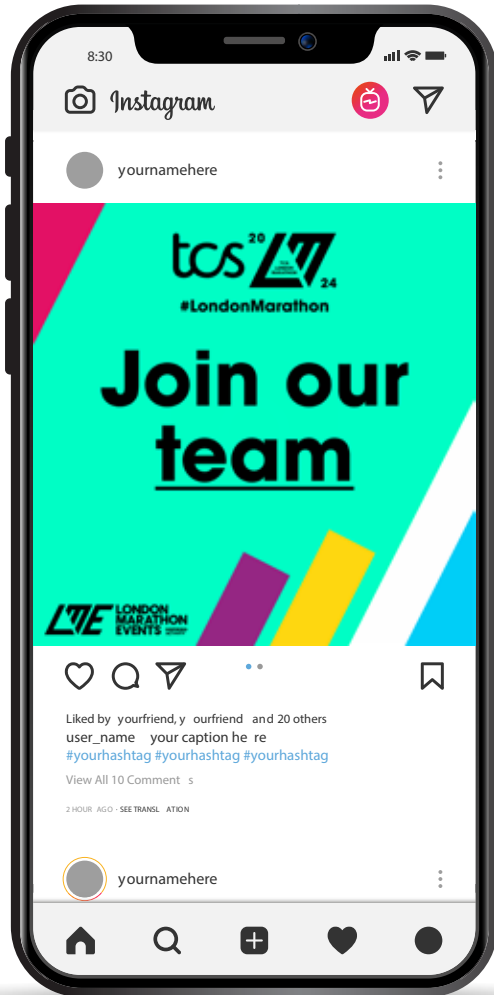 8:30
Instagram
yournamehere
tcs 20 LM 24
#LondonMarathon
Join our
team
LME LONDON
MARATHON
EVENTS
Liked by yourfriend, y ourfriend and 20 others
user_name your caption he re
#yourhashtag #yourhashtag #yourhashtag
View All 10 Comment s
2 HOUR AGO · SEE TRANSL ATION
yournamehere